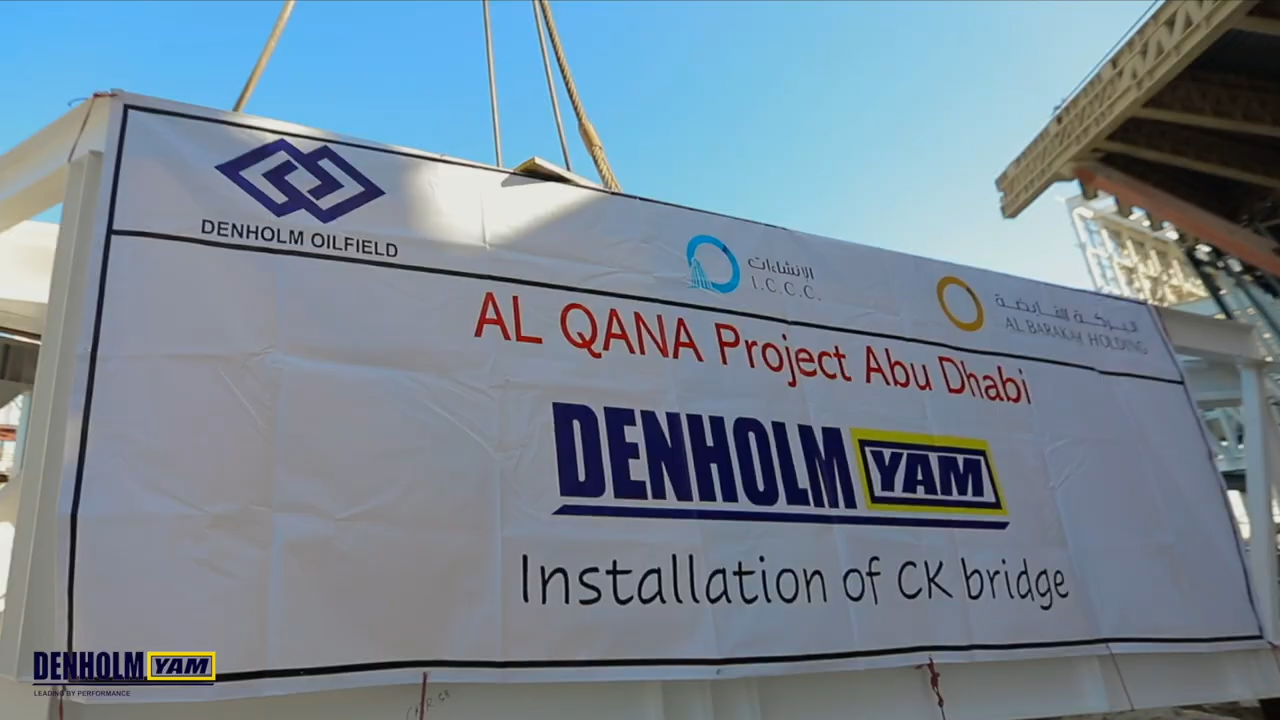 DENHOLM OILFIELD
الإنشاءات
I.C.C.C.
البركة القابضة
AL BARAKAH HOLDING
AL QANA Project Abu Dhabi
DENHOLM YAM
Installation of CK bridge
DENHOLM YAM
LEADING BY PERFORMANCE